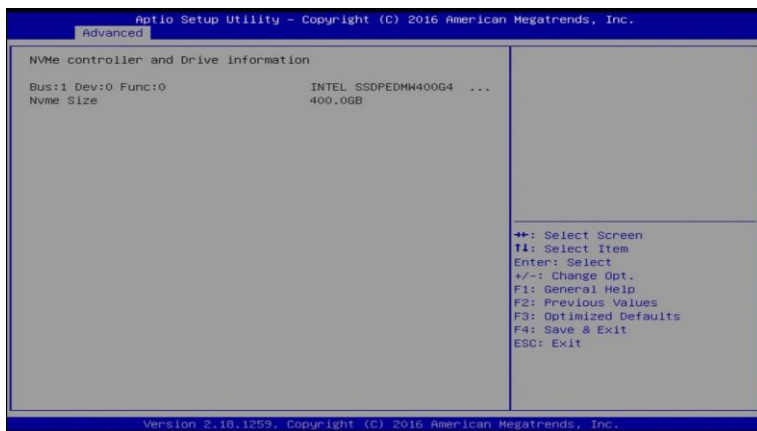 Aptio Setup Utility – Copyright (C) 2016 American Megatrends, Inc.
Advanced
NVMe controller and Drive information
Bus:1 Dev:0 Func:0 INTEL SSDPEDMW400G4 ...
Nvme Size 400.0GB
→←: Select Screen
↑↓: Select Item
Enter: Select
+/-: Change Opt.
F1: General Help
F2: Previous Values
F3: Optimized Defaults
F4: Save & Exit
ESC: Exit
Version 2.18.1259. Copyright (C) 2016 American Megatrends, Inc.